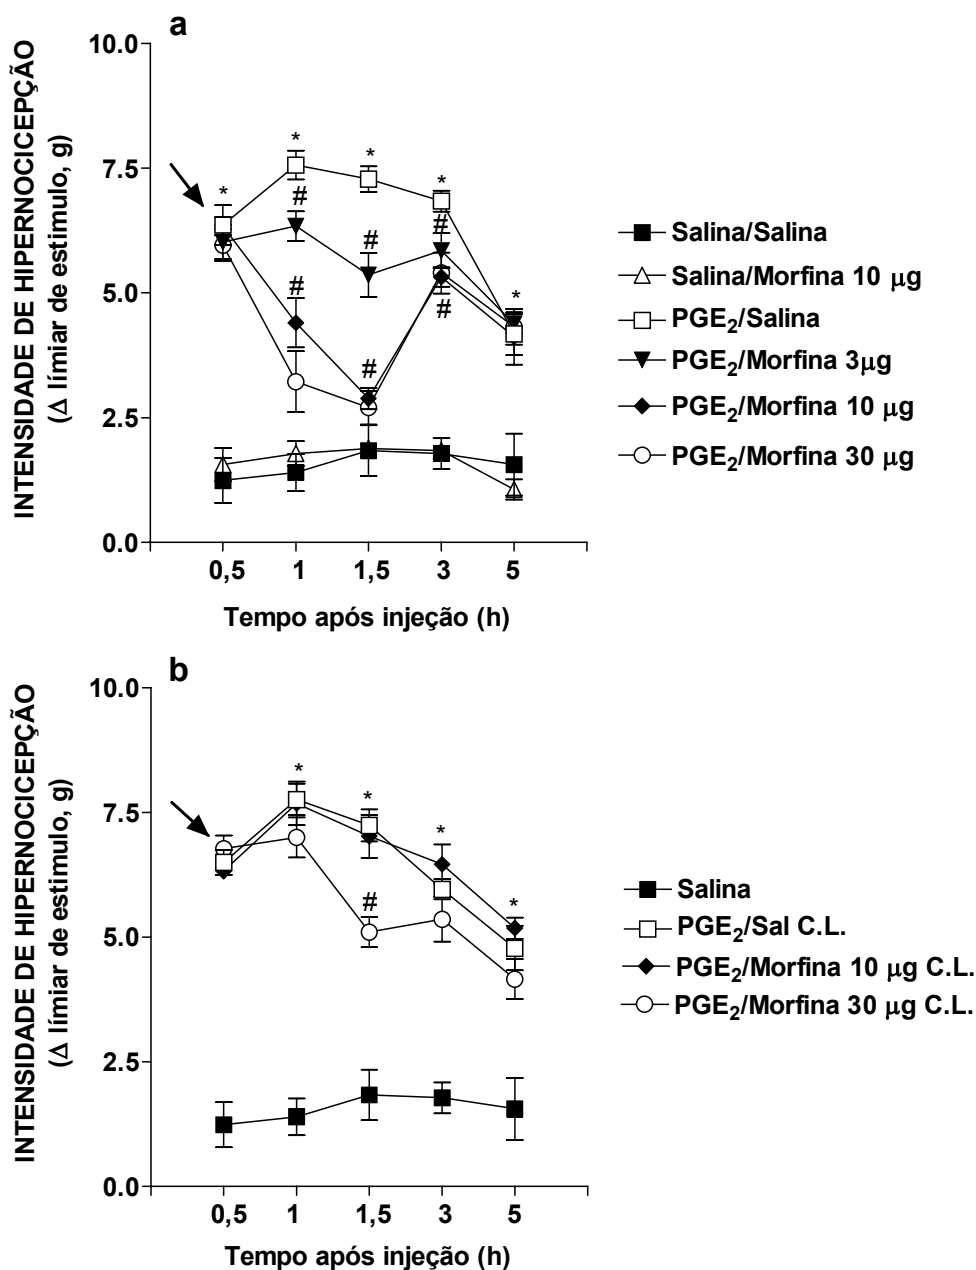 a
INTENSIDADE DE HIPERNOCICEPÇÃO
(Δ límiar de estimulo, g)
10.0
7.5
5.0
2.5
0.0
* * * * *
# # # #
# # #
0,5 1 1,5 3 5
Tempo após injeção (h)
Salina/Salina
Salina/Morfina 10 μg
PGE2/Salina
PGE2/Morfina 3μg
PGE2/Morfina 10 μg
PGE2/Morfina 30 μg
b
INTENSIDADE DE HIPERNOCICEPÇÃO
(Δ límiar de estimulo, g)
10.0
7.5
5.0
2.5
0.0
* * * * *
#
0,5 1 1,5 3 5
Tempo após injeção (h)
Salina
PGE2/Sal C.L.
PGE2/Morfina 10 μg C.L.
PGE2/Morfina 30 μg C.L.